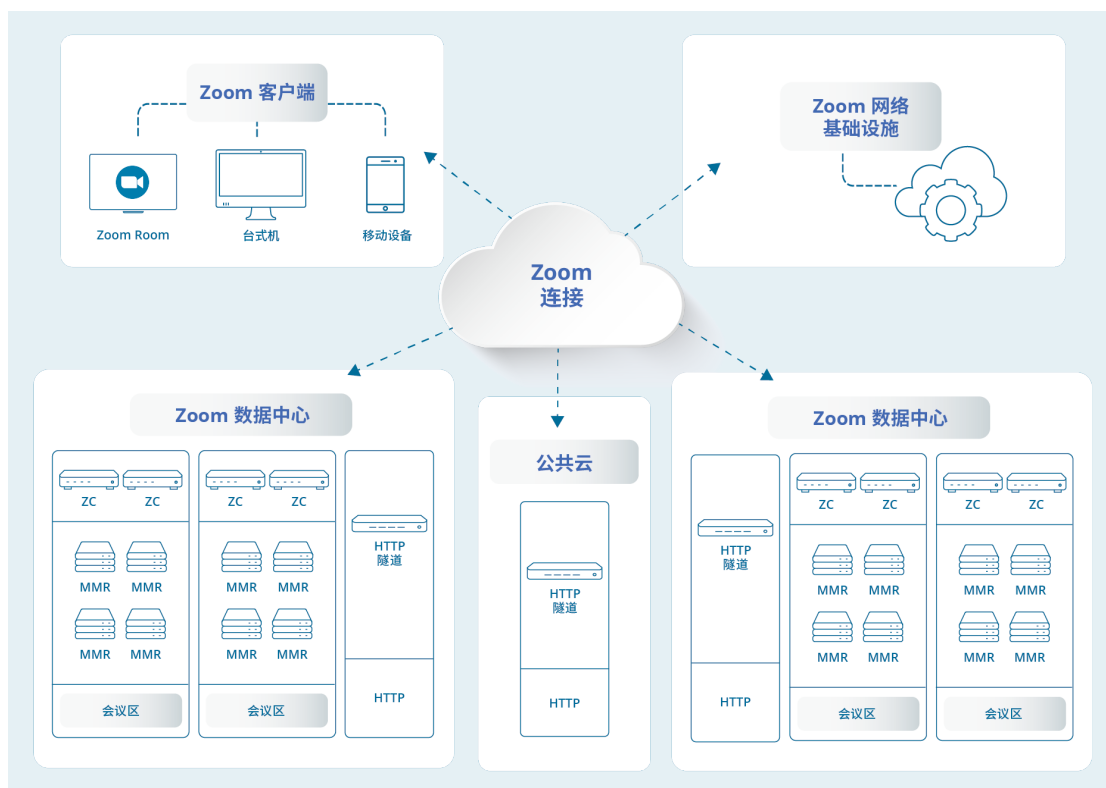 Zoom 客户端
Zoom Room
台式机
移动设备
Zoom 网络
基础设施
Zoom
连接
Zoom 数据中心
ZC
ZC
MMR
MMR
MMR
MMR
会议区
ZC
ZC
MMR
MMR
MMR
MMR
会议区
HTTP
隧道
HTTP
公共云
HTTP
隧道
HTTP
Zoom 数据中心
HTTP
隧道
HTTP
ZC
ZC
MMR
MMR
MMR
MMR
会议区
ZC
ZC
MMR
MMR
MMR
MMR
会议区